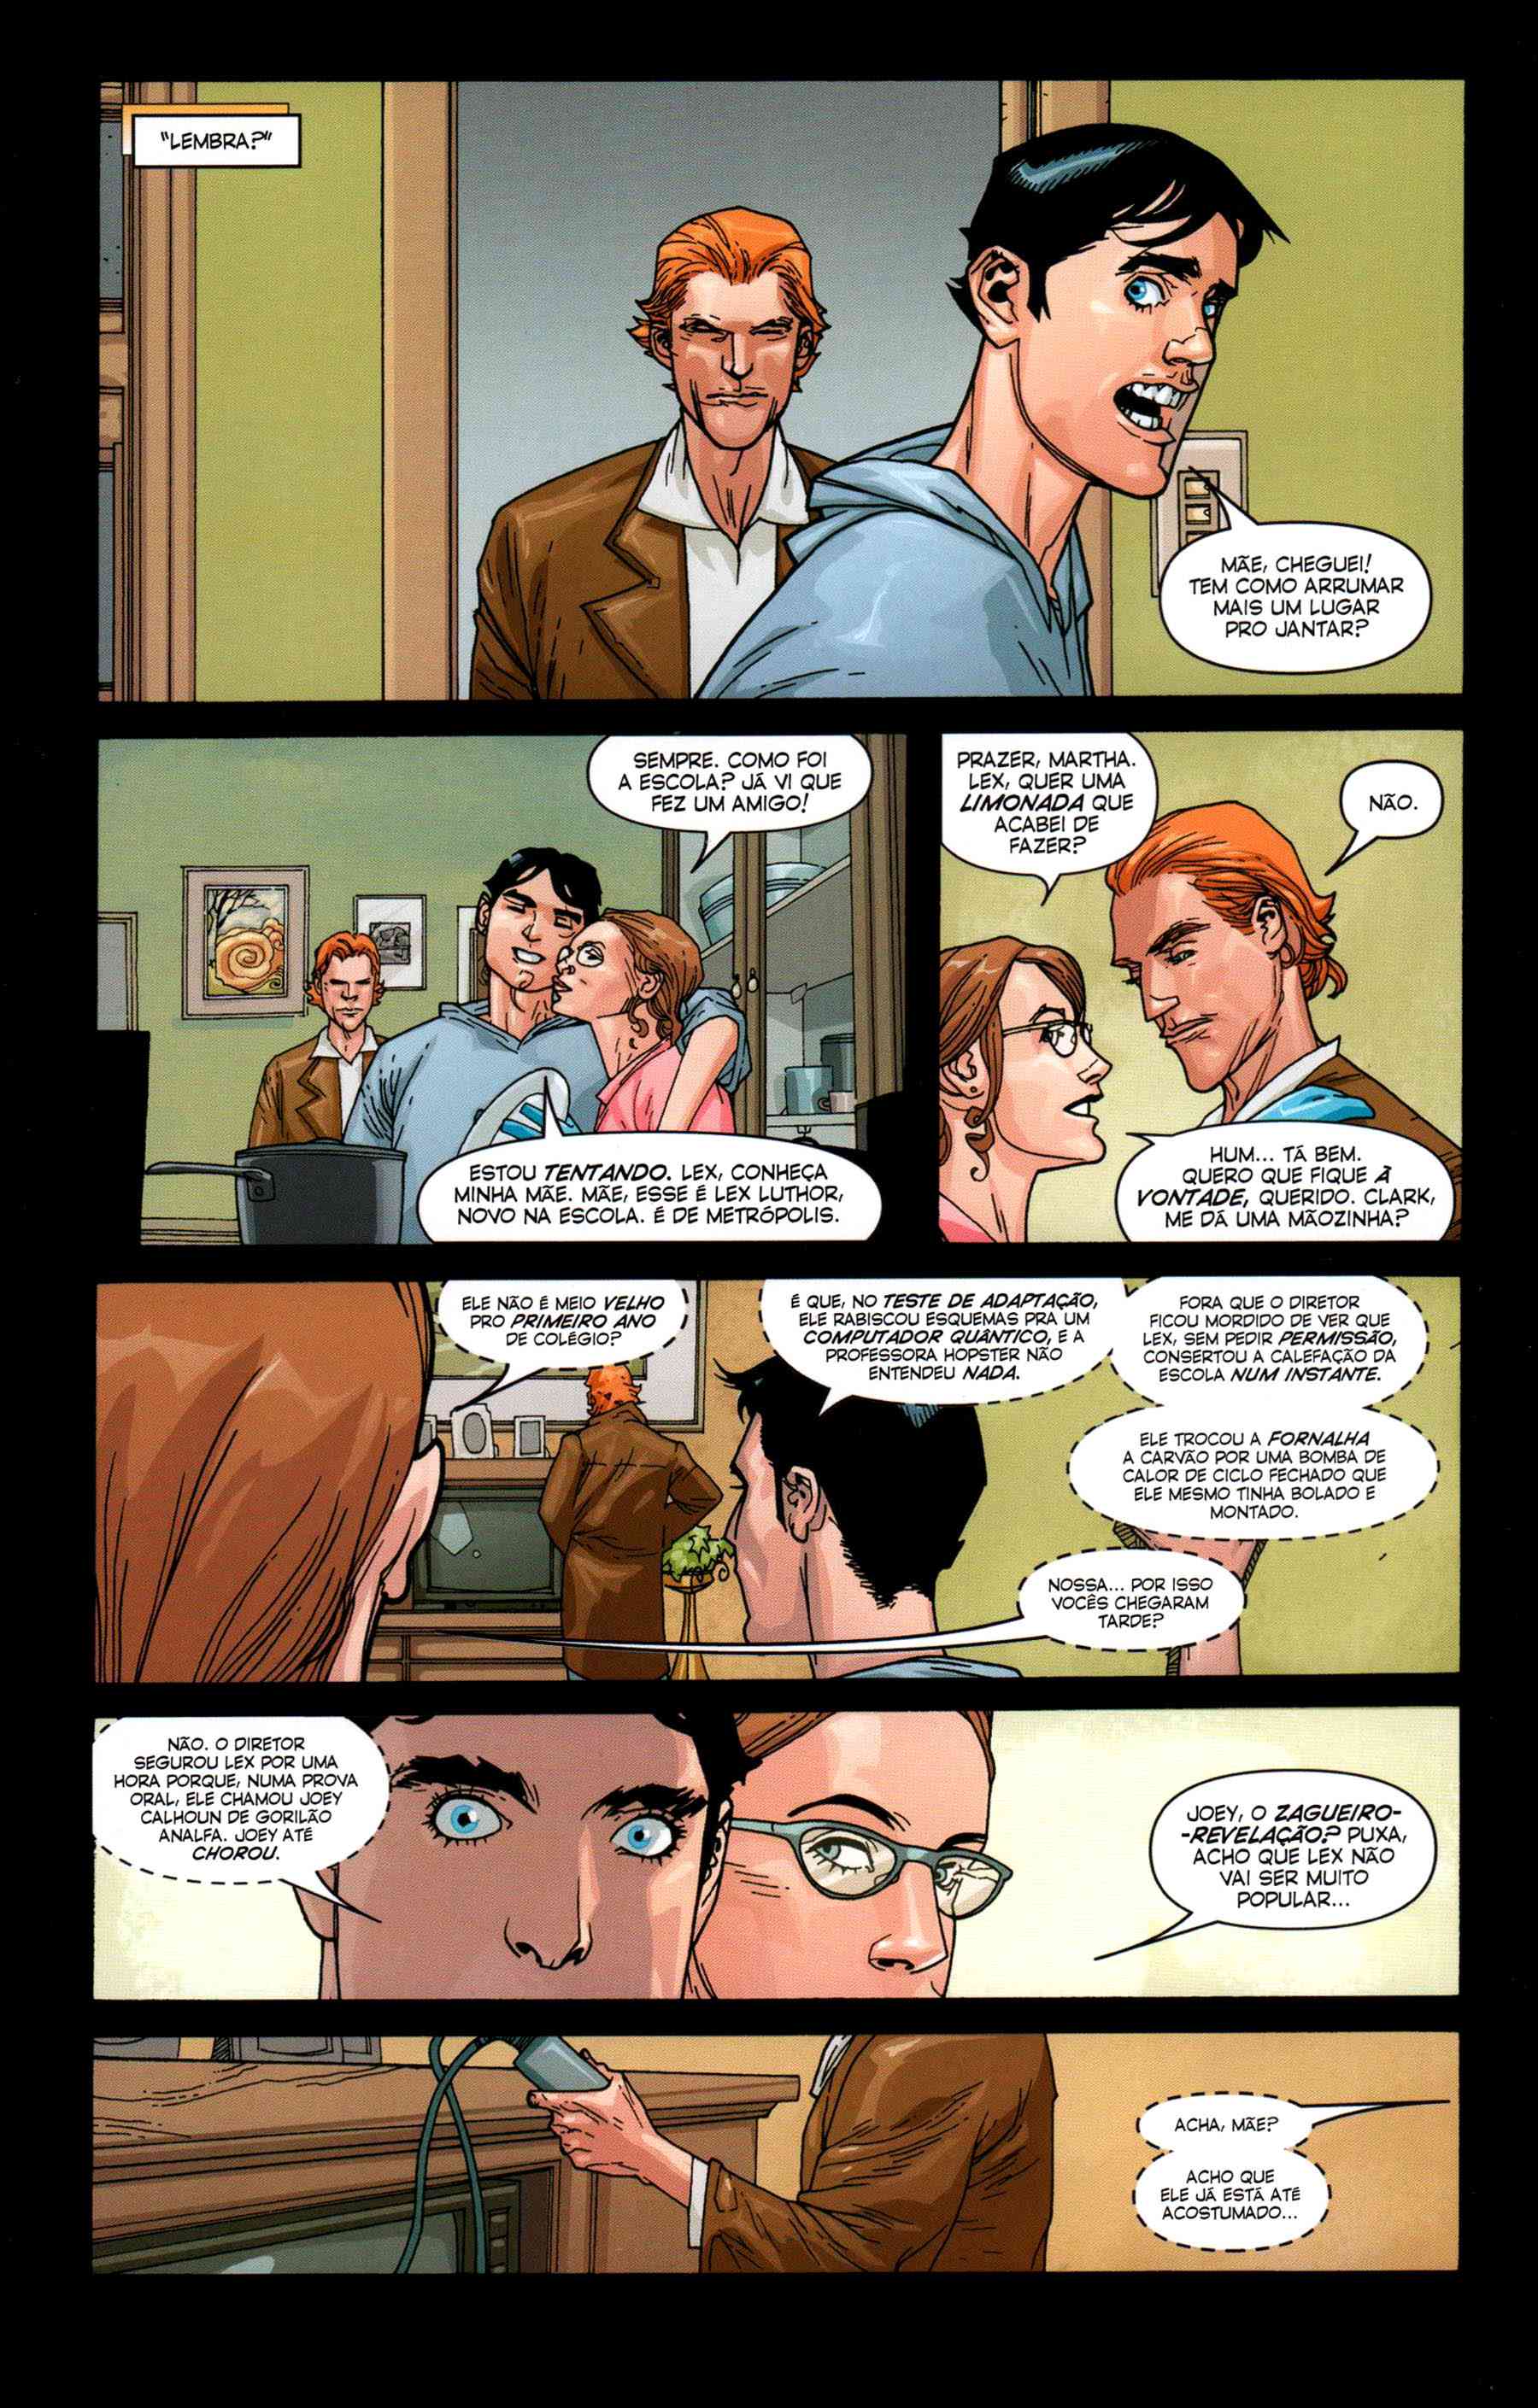 "LEMBRA?"
MÃE, CHEGUEI!
TEM COMO ARRUMAR
MAIS UM LUGAR
PRO JANTAR?
SEMPRE. COMO FOI
A ESCOLA? JÁ VI QUE
FEZ UM AMIGO!
ESTOU TENTANDO. LEX, CONHEÇA
MINHA MÃE. MÃE, ESSE É LEX LUTHOR,
NOVO NA ESCOLA. É DE METRÓPOLIS.
PRAZER, MARTHA.
LEX, QUER UMA
LIMONADA QUE
ACABEI DE
FAZER?
NÃO.
HUM... TÁ BEM.
QUERO QUE FIQUE À
VONTADE, QUERIDO. CLARK,
ME DÁ UMA MÃOZINHA?
ELE NÃO É MEIO VELHO
PRO PRIMEIRO ANO
DE COLÉGIO?
É QUE, NO TESTE DE ADAPTAÇÃO,
ELE RABISCOU ESQUEMAS PRA UM
COMPUTADOR QUÂNTICO, E A
PROFESSORA HOPSTER NÃO
ENTENDEU NADA.
FORA QUE O DIRETOR
FICOU MORDIDO DE VER QUE
LEX, SEM PEDIR PERMISSÃO,
CONSERTOU A CALEFAÇÃO DA
ESCOLA NUM INSTANTE.
ELE TROCOU A FORNALHA
A CARVÃO POR UMA BOMBA DE
CALOR DE CICLO FECHADO QUE
ELE MESMO TINHA BOLADO E
MONTADO.
NOSSA... POR ISSO
VOCÊS CHEGARAM
TARDE?
NÃO. O DIRETOR
SEGUROU LEX POR UMA
HORA PORQUE, NUMA PROVA
ORAL, ELE CHAMOU JOEY
CALHOUN DE GORILÃO
ANALFA. JOEY ATÉ
CHOROU.
JOEY, O ZAGUEIRO-
-REVELAÇÃO? PUXA,
ACHO QUE LEX NÃO
VAI SER MUITO
POPULAR...
ACHA, MÃE?
ACHO QUE
ELE JÁ ESTÁ ATÉ
ACOSTUMADO...